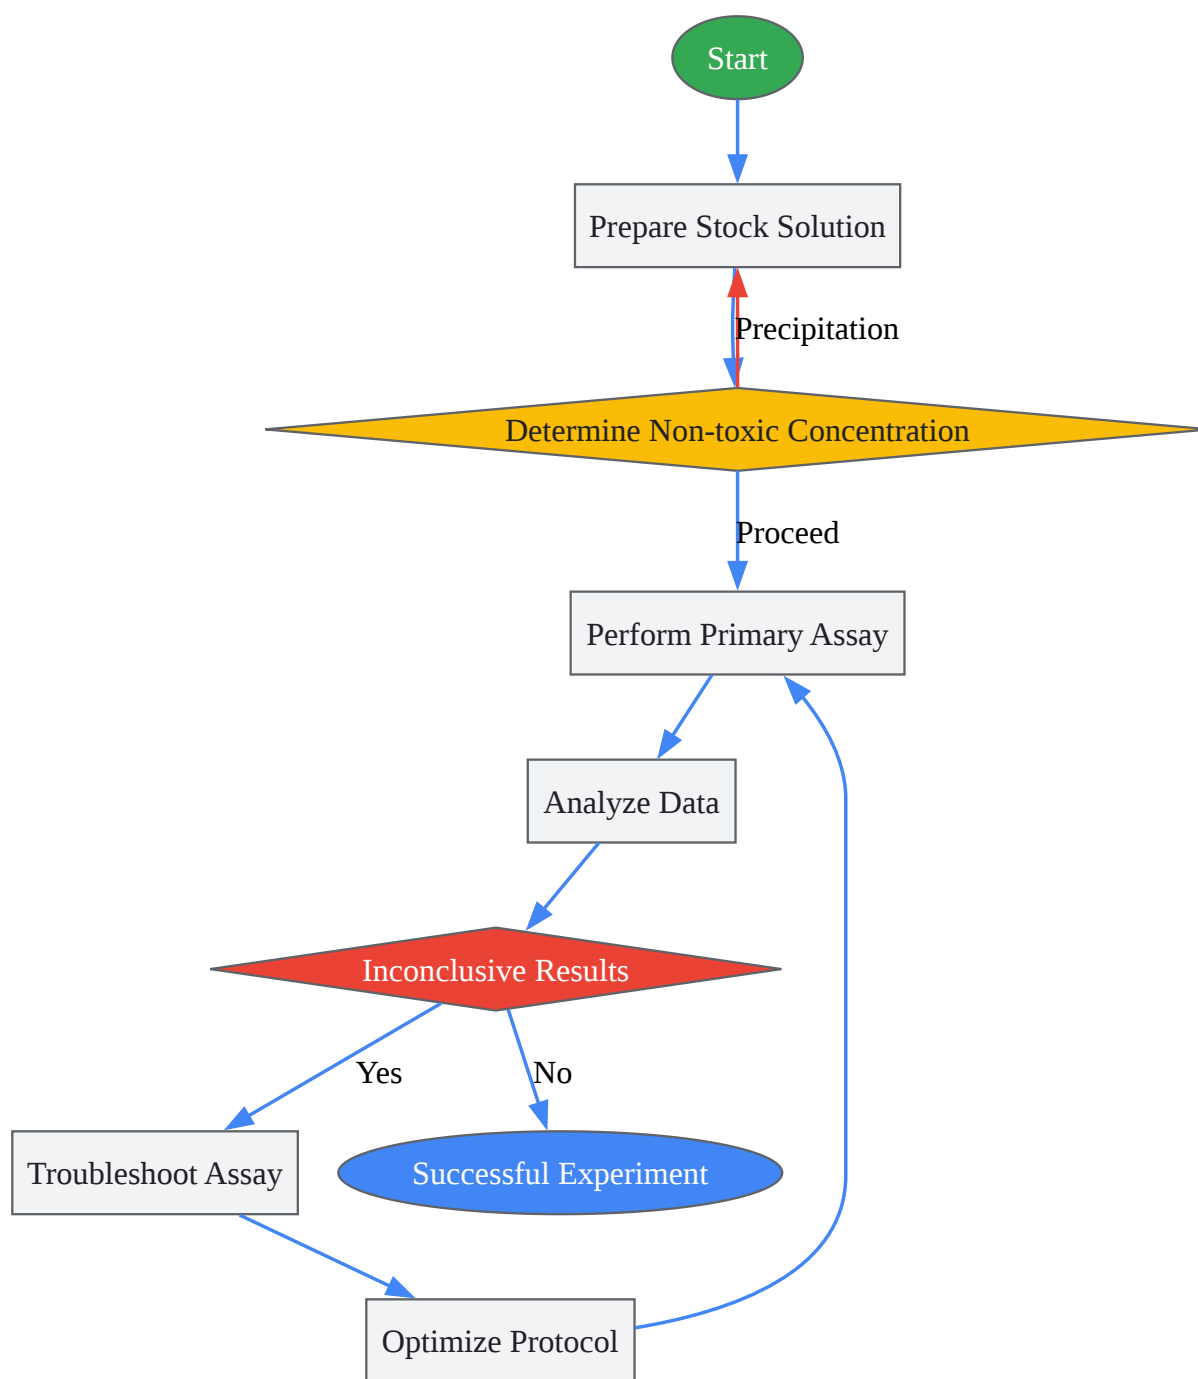 Start
Prepare Stock Solution
Precipitation
Determine Non-toxic Concentration
Proceed
Perform Primary Assay
Analyze Data
Inconclusive Results
Yes
No
Troubleshoot Assay
Successful Experiment
Optimize Protocol